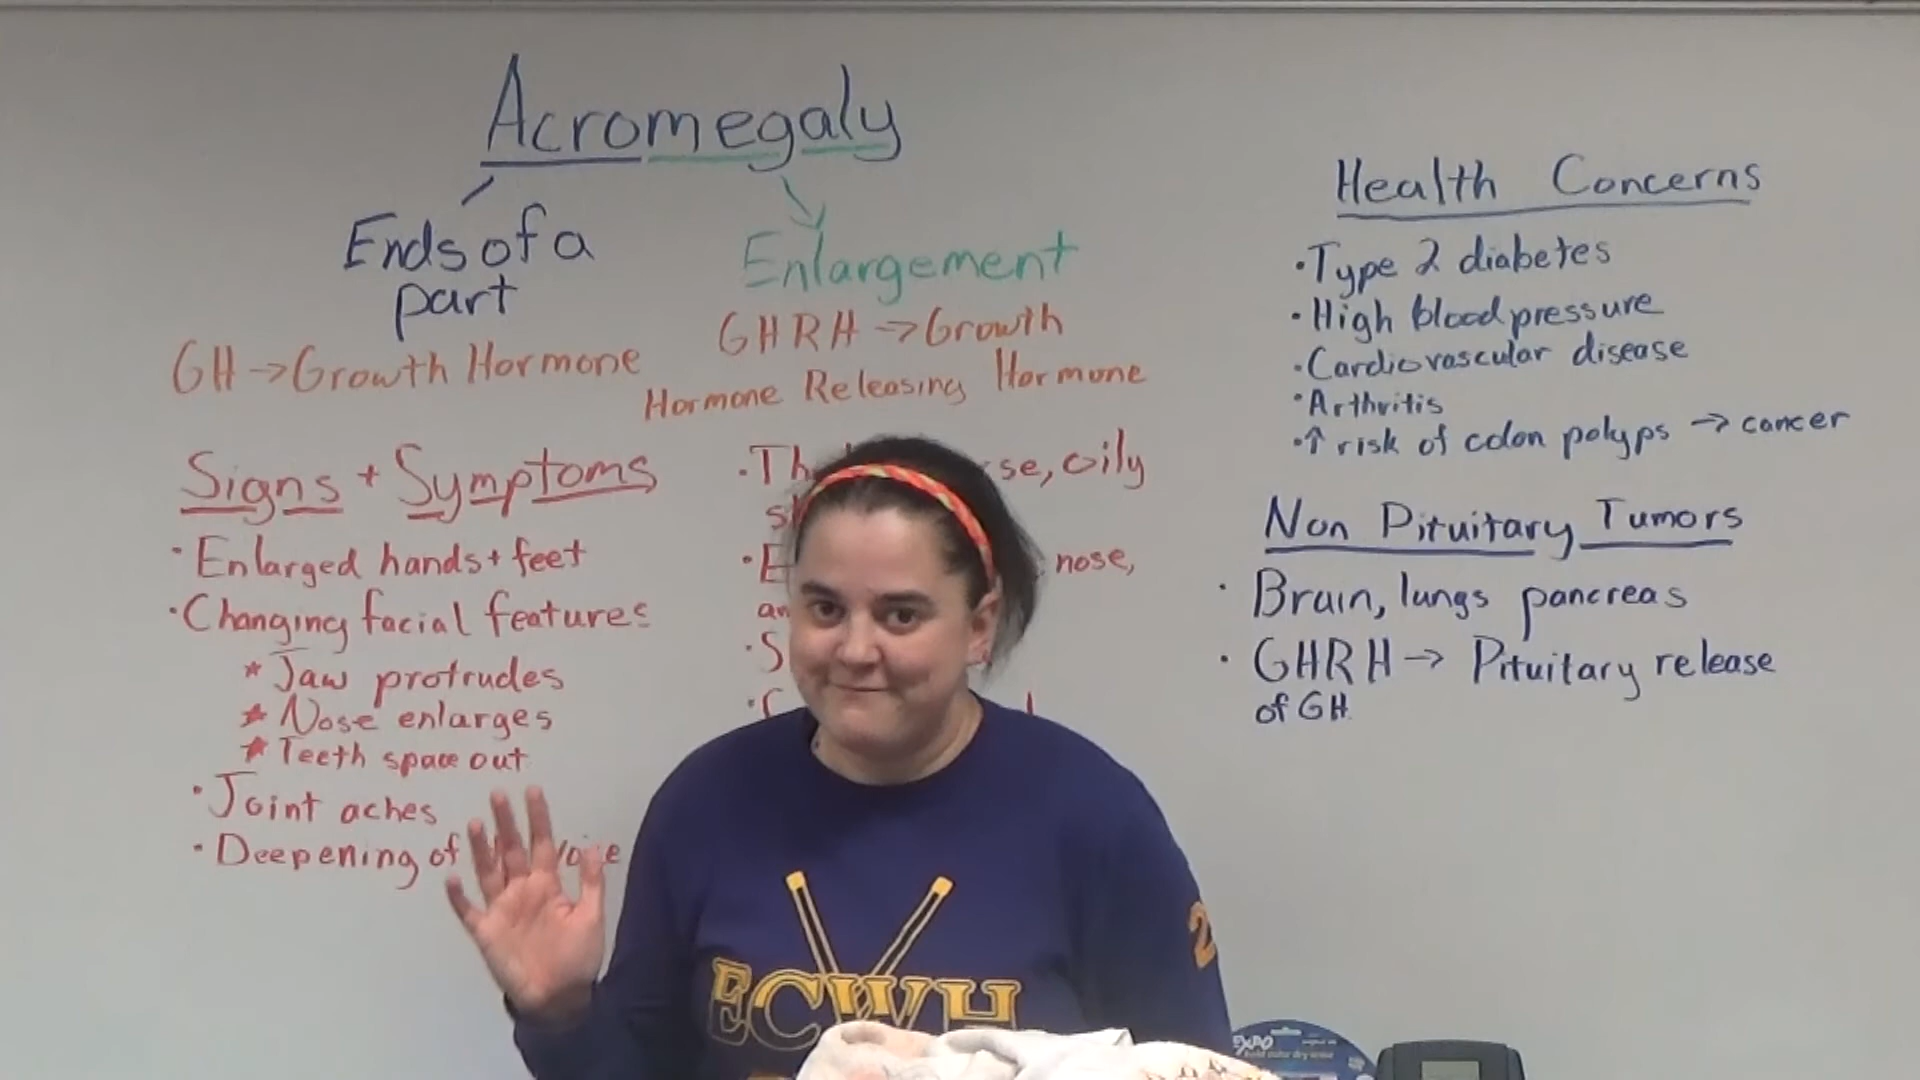 Acromegaly
Ends of a
part
Enlargement
GH → Growth Hormone
GHRH → Growth
Hormone Releasing Hormone
Signs + Symptoms
• Enlarged hands + feet
• Changing facial features
* Jaw protrudes
* Nose enlarges
* Teeth space out
• Joint aches
• Deepening of
oily
nose,
Health Concerns
• Type 2 diabetes
• High blood pressure
• Cardiovascular disease
• Arthritis
• ↑ risk of colon polyps → cancer
Non Pituitary Tumors
• Brain, lungs pancreas
• GHRH → Pituitary release
of GH
ECWH
2
EXPO